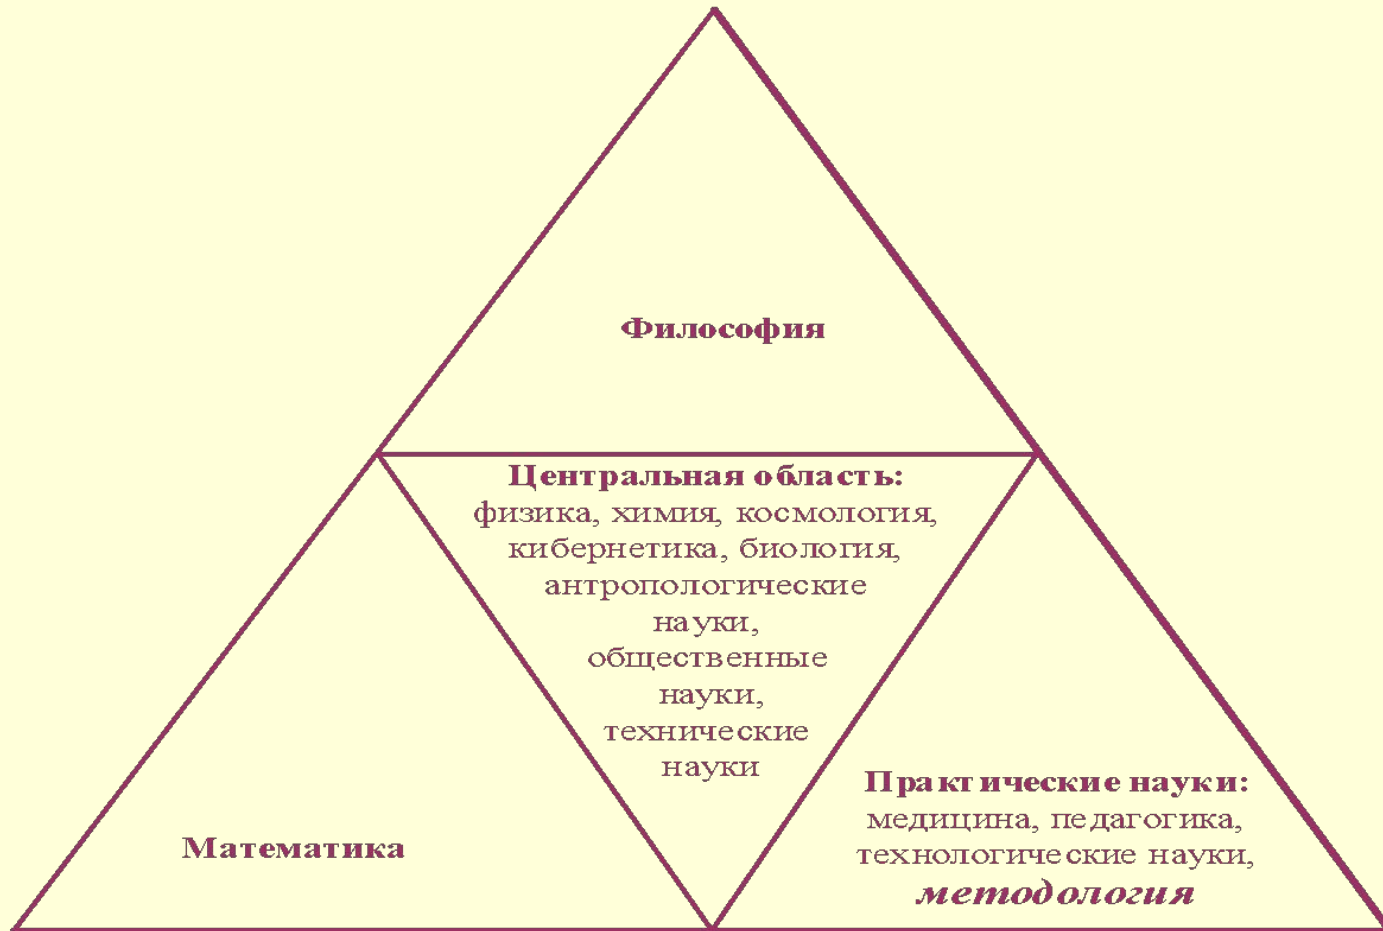 Философия
Центральная область:
физика, химия, космология,
кибернетика, биология,
антропологические
науки,
общественные
науки,
технические
науки
Практические науки:
медицина, педагогика,
технологические науки,
методология
Математика